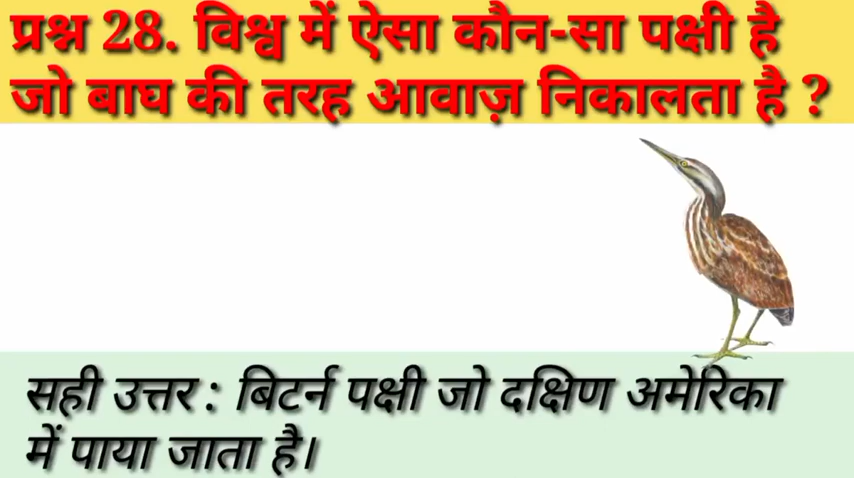 प्रश्न 28. विश्व में ऐसा कौन-सा पक्षी है
जो बाघ की तरह आवाज़ निकालता है ?
सही उत्तर : बिटर्न पक्षी जो दक्षिण अमेरिका
में पाया जाता है।